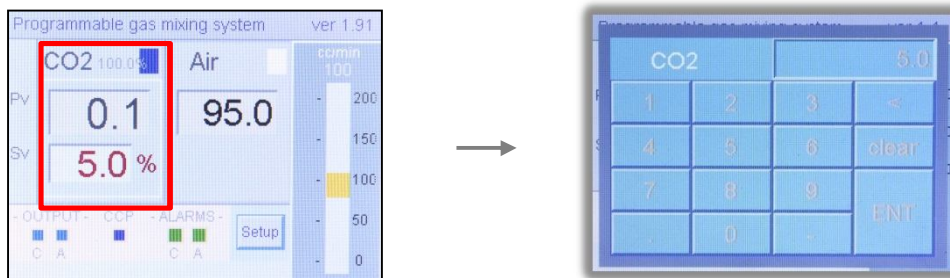 Programmable gas mixing system ver 1.91
CO2 100.0% Air
cc/min
100
Pv 0.1 95.0
Sv 5.0 %
200
150
100
50
0
- OUTPUT - CCP - ALARMS -
C A C A
Setup
CO2 5.0
1 2 3 <
4 5 6 clear
7 8 9 ENT
. 0 -